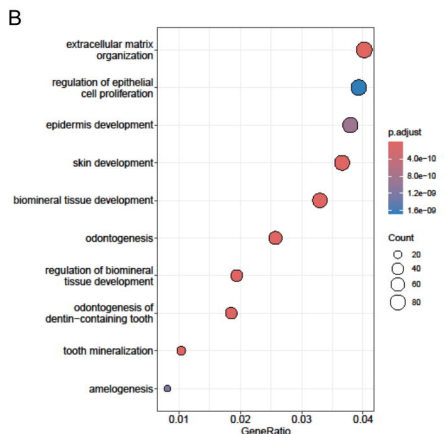 B
extracellular matrix
organization
regulation of epithelial
cell proliferation
epidermis development
skin development
biomineral tissue development
odontogenesis
regulation of biomineral
tissue development
odontogenesis of
dentin−containing tooth
tooth mineralization
amelogenesis
0.01 0.02 0.03 0.04
GeneRatio
p.adjust
4.0e−10
8.0e−10
1.2e−09
1.6e−09
Count
20
40
60
80